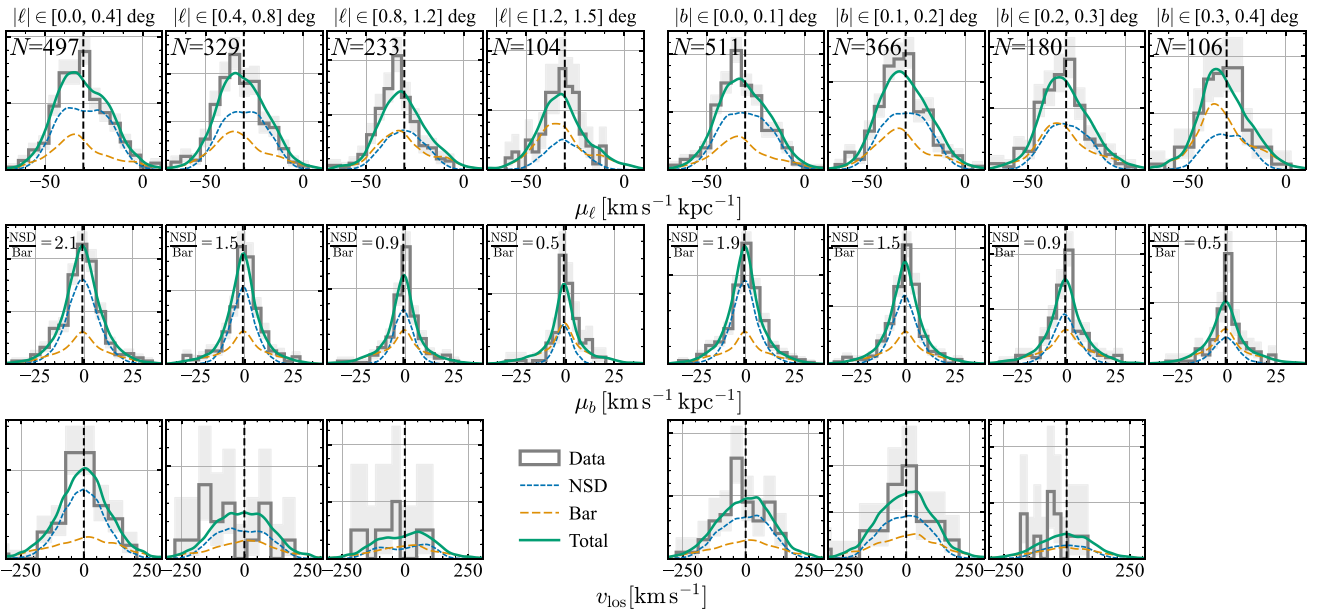 |ℓ| ∈ [0.0, 0.4] deg |ℓ| ∈ [0.4, 0.8] deg |ℓ| ∈ [0.8, 1.2] deg |ℓ| ∈ [1.2, 1.5] deg |b| ∈ [0.0, 0.1] deg |b| ∈ [0.1, 0.2] deg |b| ∈ [0.2, 0.3] deg |b| ∈ [0.3, 0.4] deg
N=497 N=329 N=233 N=104 N=511 N=366 N=180 N=106
−50 0 −50 0 −50 0 −50 0 −50 0 −50 0 −50 0 −50 0
μ_ℓ [km s⁻¹ kpc⁻¹]
NSD/Bar = 2.1 NSD/Bar = 1.5 NSD/Bar = 0.9 NSD/Bar = 0.5 NSD/Bar = 1.9 NSD/Bar = 1.5 NSD/Bar = 0.9 NSD/Bar = 0.5
−25 0 25 −25 0 25 −25 0 25 −25 0 25 −25 0 25 −25 0 25 −25 0 25 −25 0 25
μ_b [km s⁻¹ kpc⁻¹]
Data
NSD
Bar
Total
−250 0 250 −250 0 250 −250 0 250 −250 0 250 −250 0 250 −250 0 250
v_los [km s⁻¹]